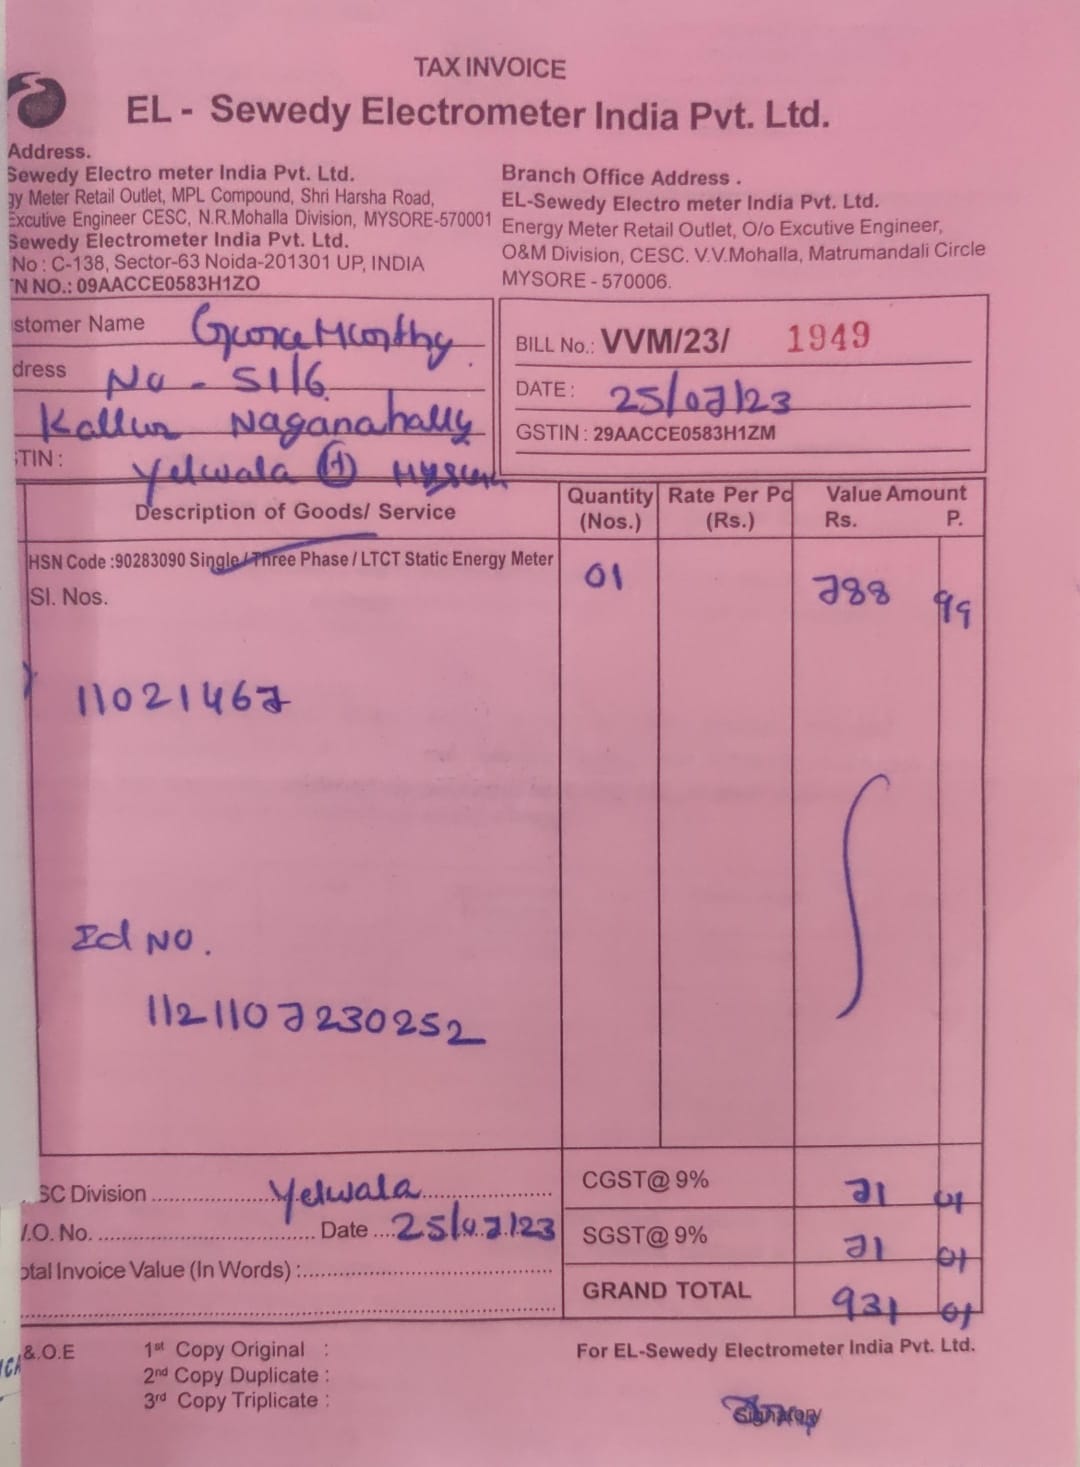 TAX INVOICE
EL - Sewedy Electrometer India Pvt. Ltd.
Address.
Sewedy Electro meter India Pvt. Ltd.
gy Meter Retail Outlet, MPL Compound, Shri Harsha Road,
Excutive Engineer CESC, N.R.Mohalla Division, MYSORE-570001
Sewedy Electrometer India Pvt. Ltd.
No : C-138, Sector-63 Noida-201301 UP, INDIA
N NO.: 09AACCE0583H1ZO
Branch Office Address .
EL-Sewedy Electro meter India Pvt. Ltd.
Energy Meter Retail Outlet, O/o Excutive Engineer,
O&M Division, CESC. V.V.Mohalla, Matrumandali Circle
MYSORE - 570006.
stomer Name
dress No - 51/6
Kallur Naganahally
TIN : Yelwala (H) Mysuru
BILL No.: VVM/23/ 1949
DATE : 25/07/23
GSTIN : 29AACCE0583H1ZM
Description of Goods/ Service Quantity (Nos.) Rate Per Pc (Rs.) Value Amount Rs. P.
HSN Code :90283090 Single / Three Phase / LTCT Static Energy Meter 01 788 99
Sl. Nos.
11021467
Id NO.
1121107230252
SC Division Yelwala
.O. No. Date 25/07/23
otal Invoice Value (In Words) :
CGST@ 9% 71 01
SGST@ 9% 71 01
GRAND TOTAL 931 01
&.O.E
1st Copy Original :
2nd Copy Duplicate :
3rd Copy Triplicate :
For EL-Sewedy Electrometer India Pvt. Ltd.
Signatory